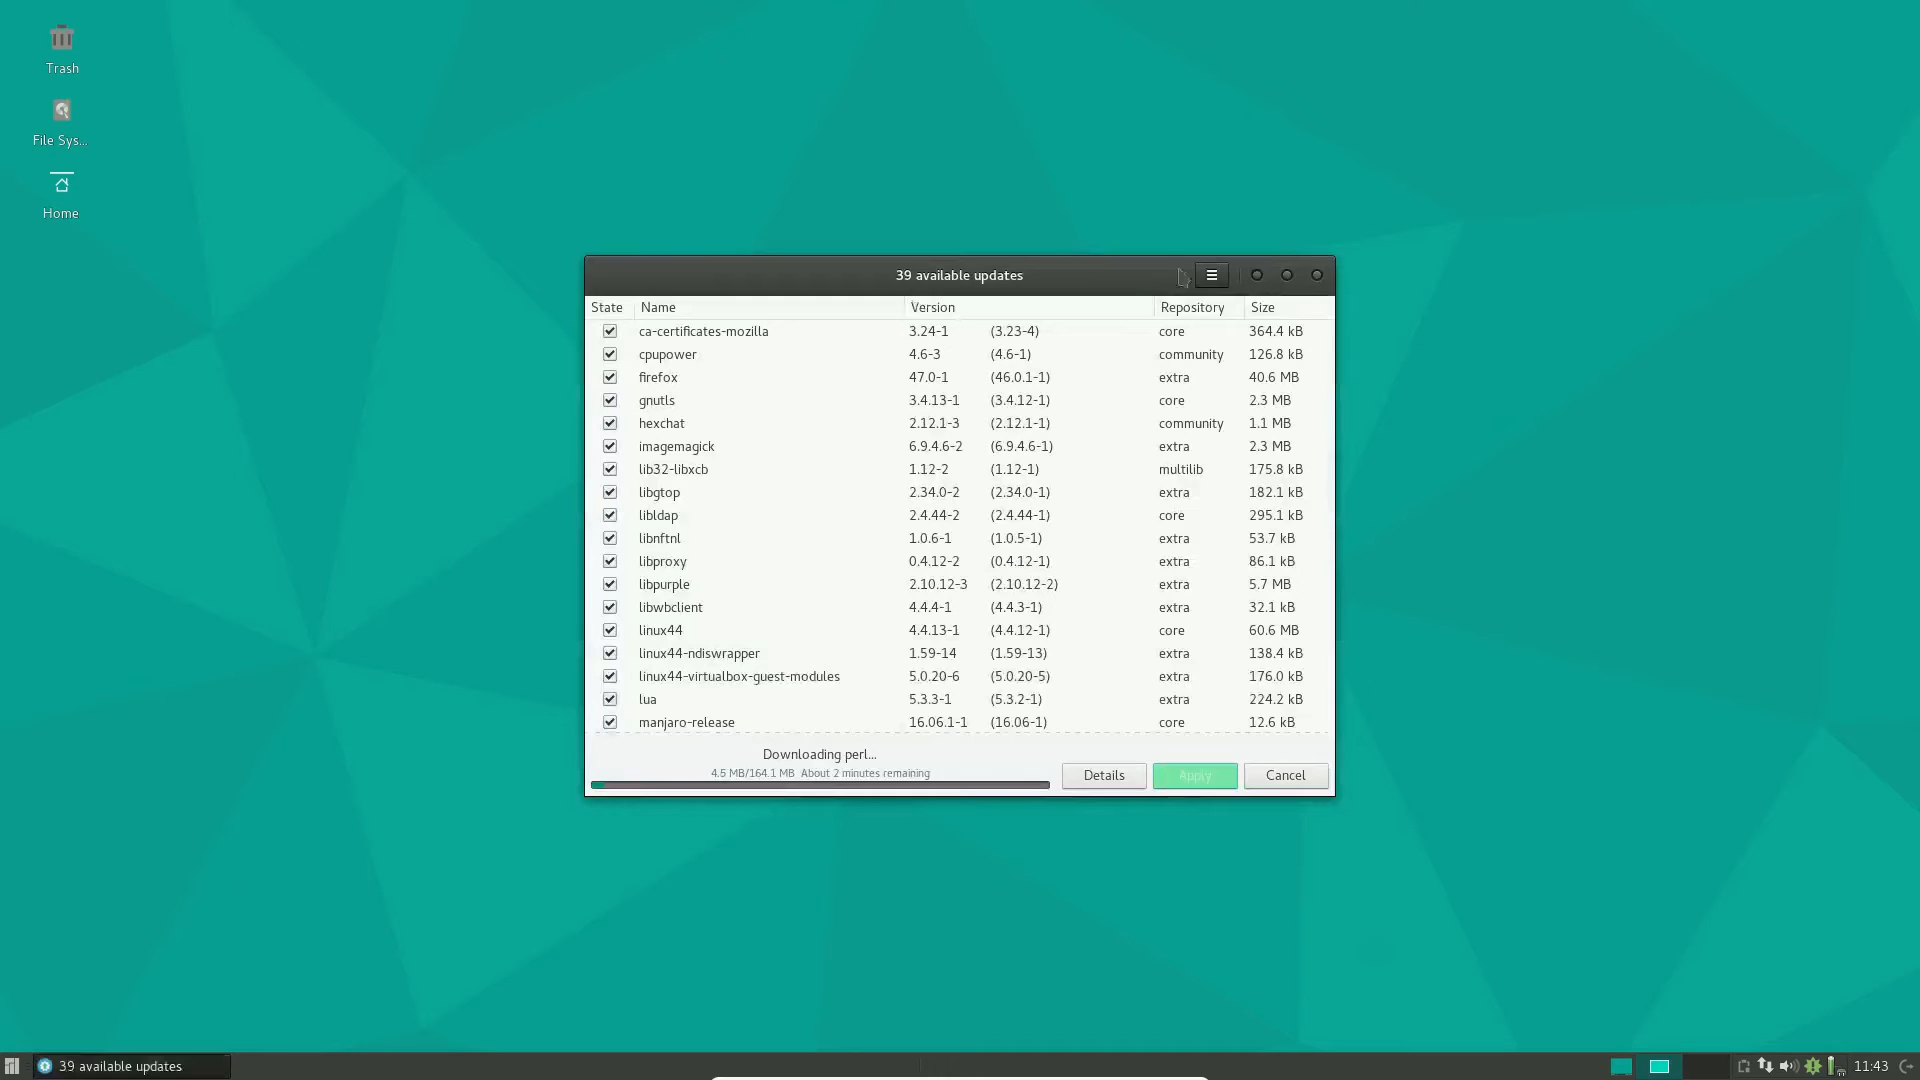 Trash
File Sys...
Home
39 available updates
State Name Version Repository Size
ca-certificates-mozilla 3.24-1 (3.23-4) core 364.4 kB
cpupower 4.6-3 (4.6-1) community 126.8 kB
firefox 47.0-1 (46.0.1-1) extra 40.6 MB
gnutls 3.4.13-1 (3.4.12-1) core 2.3 MB
hexchat 2.12.1-3 (2.12.1-1) community 1.1 MB
imagemagick 6.9.4.6-2 (6.9.4.6-1) extra 2.3 MB
lib32-libxcb 1.12-2 (1.12-1) multilib 175.8 kB
libgtop 2.34.0-2 (2.34.0-1) extra 182.1 kB
libldap 2.4.44-2 (2.4.44-1) core 295.1 kB
libnftnl 1.0.6-1 (1.0.5-1) extra 53.7 kB
libproxy 0.4.12-2 (0.4.12-1) extra 86.1 kB
libpurple 2.10.12-3 (2.10.12-2) extra 5.7 MB
libwbclient 4.4.4-1 (4.4.3-1) extra 32.1 kB
linux44 4.4.13-1 (4.4.12-1) core 60.6 MB
linux44-ndiswrapper 1.59-14 (1.59-13) extra 138.4 kB
linux44-virtualbox-guest-modules 5.0.20-6 (5.0.20-5) extra 176.0 kB
lua 5.3.3-1 (5.3.2-1) extra 224.2 kB
manjaro-release 16.06.1-1 (16.06-1) core 12.6 kB
Downloading perl...
4.5 MB/164.1 MB About 2 minutes remaining
Details Apply Cancel
39 available updates 11:43